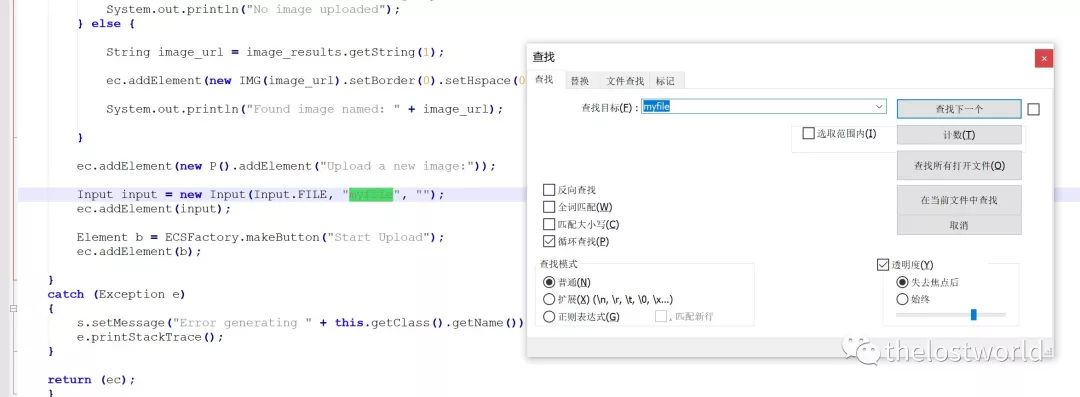 System.out.println("No image uploaded");
} else {
String image_url = image_results.getString(1);
ec.addElement(new IMG(image_url).setBorder(0).setHspace(0
System.out.println("Found image named: " + image_url);
}
ec.addElement(new P().addElement("Upload a new image:"));
Input input = new Input(Input.FILE, "myfile", "");
ec.addElement(input);
Element b = ECSFactory.makeButton("Start Upload");
ec.addElement(b);
}
catch (Exception e)
{
s.setMessage("Error generating " + this.getClass().getName())
e.printStackTrace();
}
return (ec);
}
查找
查找 替换 文件查找 标记
查找目标(F)： myfile 查找下一个
选取范围内(I) 计数(T)
查找所有打开文件(O)
反向查找
全词匹配(W) 在当前文件中查找
匹配大小写(C) 取消
循环查找(P)
查找模式 透明度(Y)
普通(N) 失去焦点后
扩展(X) (\n, \r, \t, \0, \x...) 始终
正则表达式(G) . 匹配新行
thelostworld